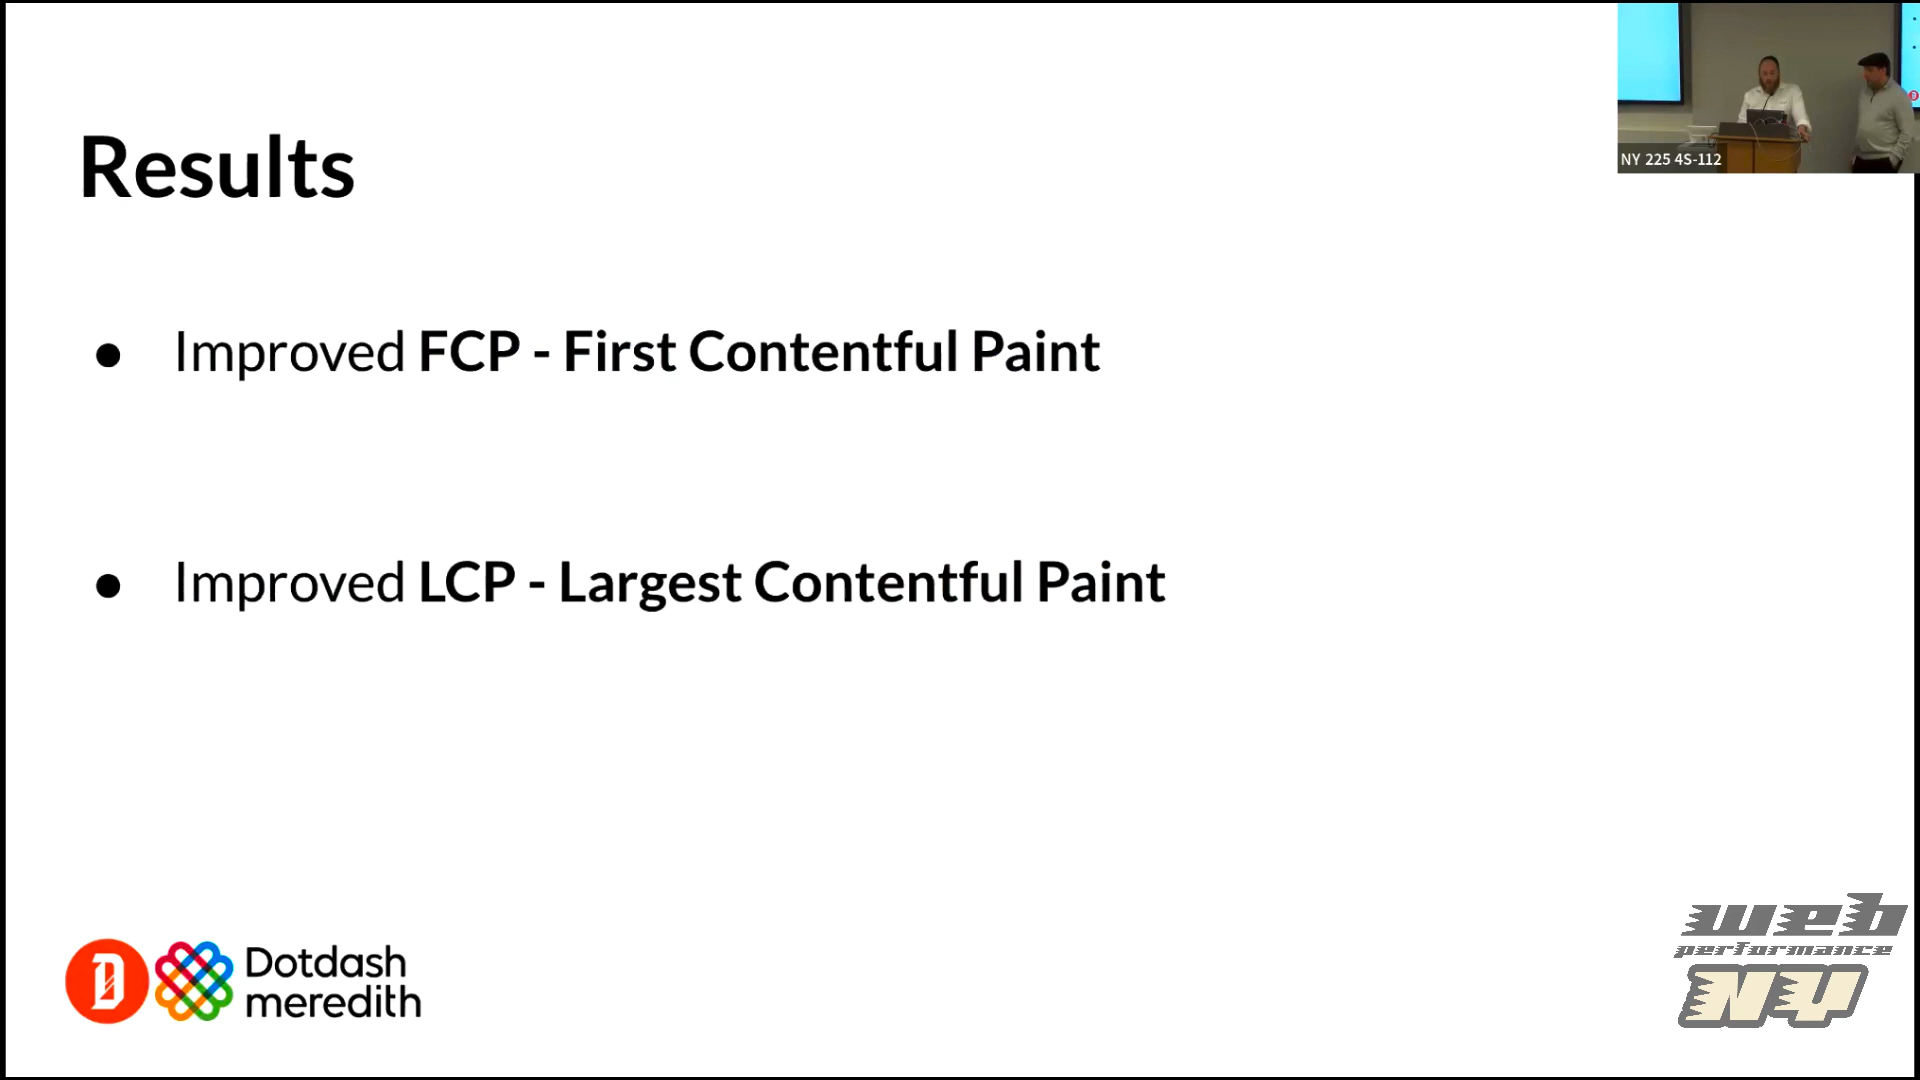 NY 225 4S-112
Results
● Improved FCP - First Contentful Paint
● Improved LCP - Largest Contentful Paint
D Dotdash
meredith
web
performance
NY